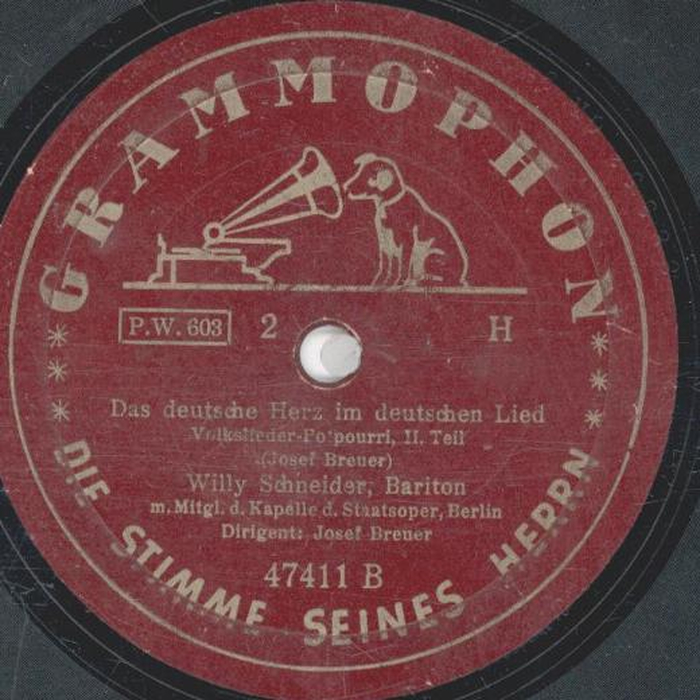 GRAMMOPHON
P.W. 603 2 H
Das deutsche Herz im deutschen Lied
Volkslieder-Potpourri, II. Teil
(Josef Breuer)
Willy Schneider, Bariton
m. Mitgl. d. Kapelle d. Staatsoper, Berlin
Dirigent: Josef Breuer
47411 B
DIE STIMME SEINES HERRN